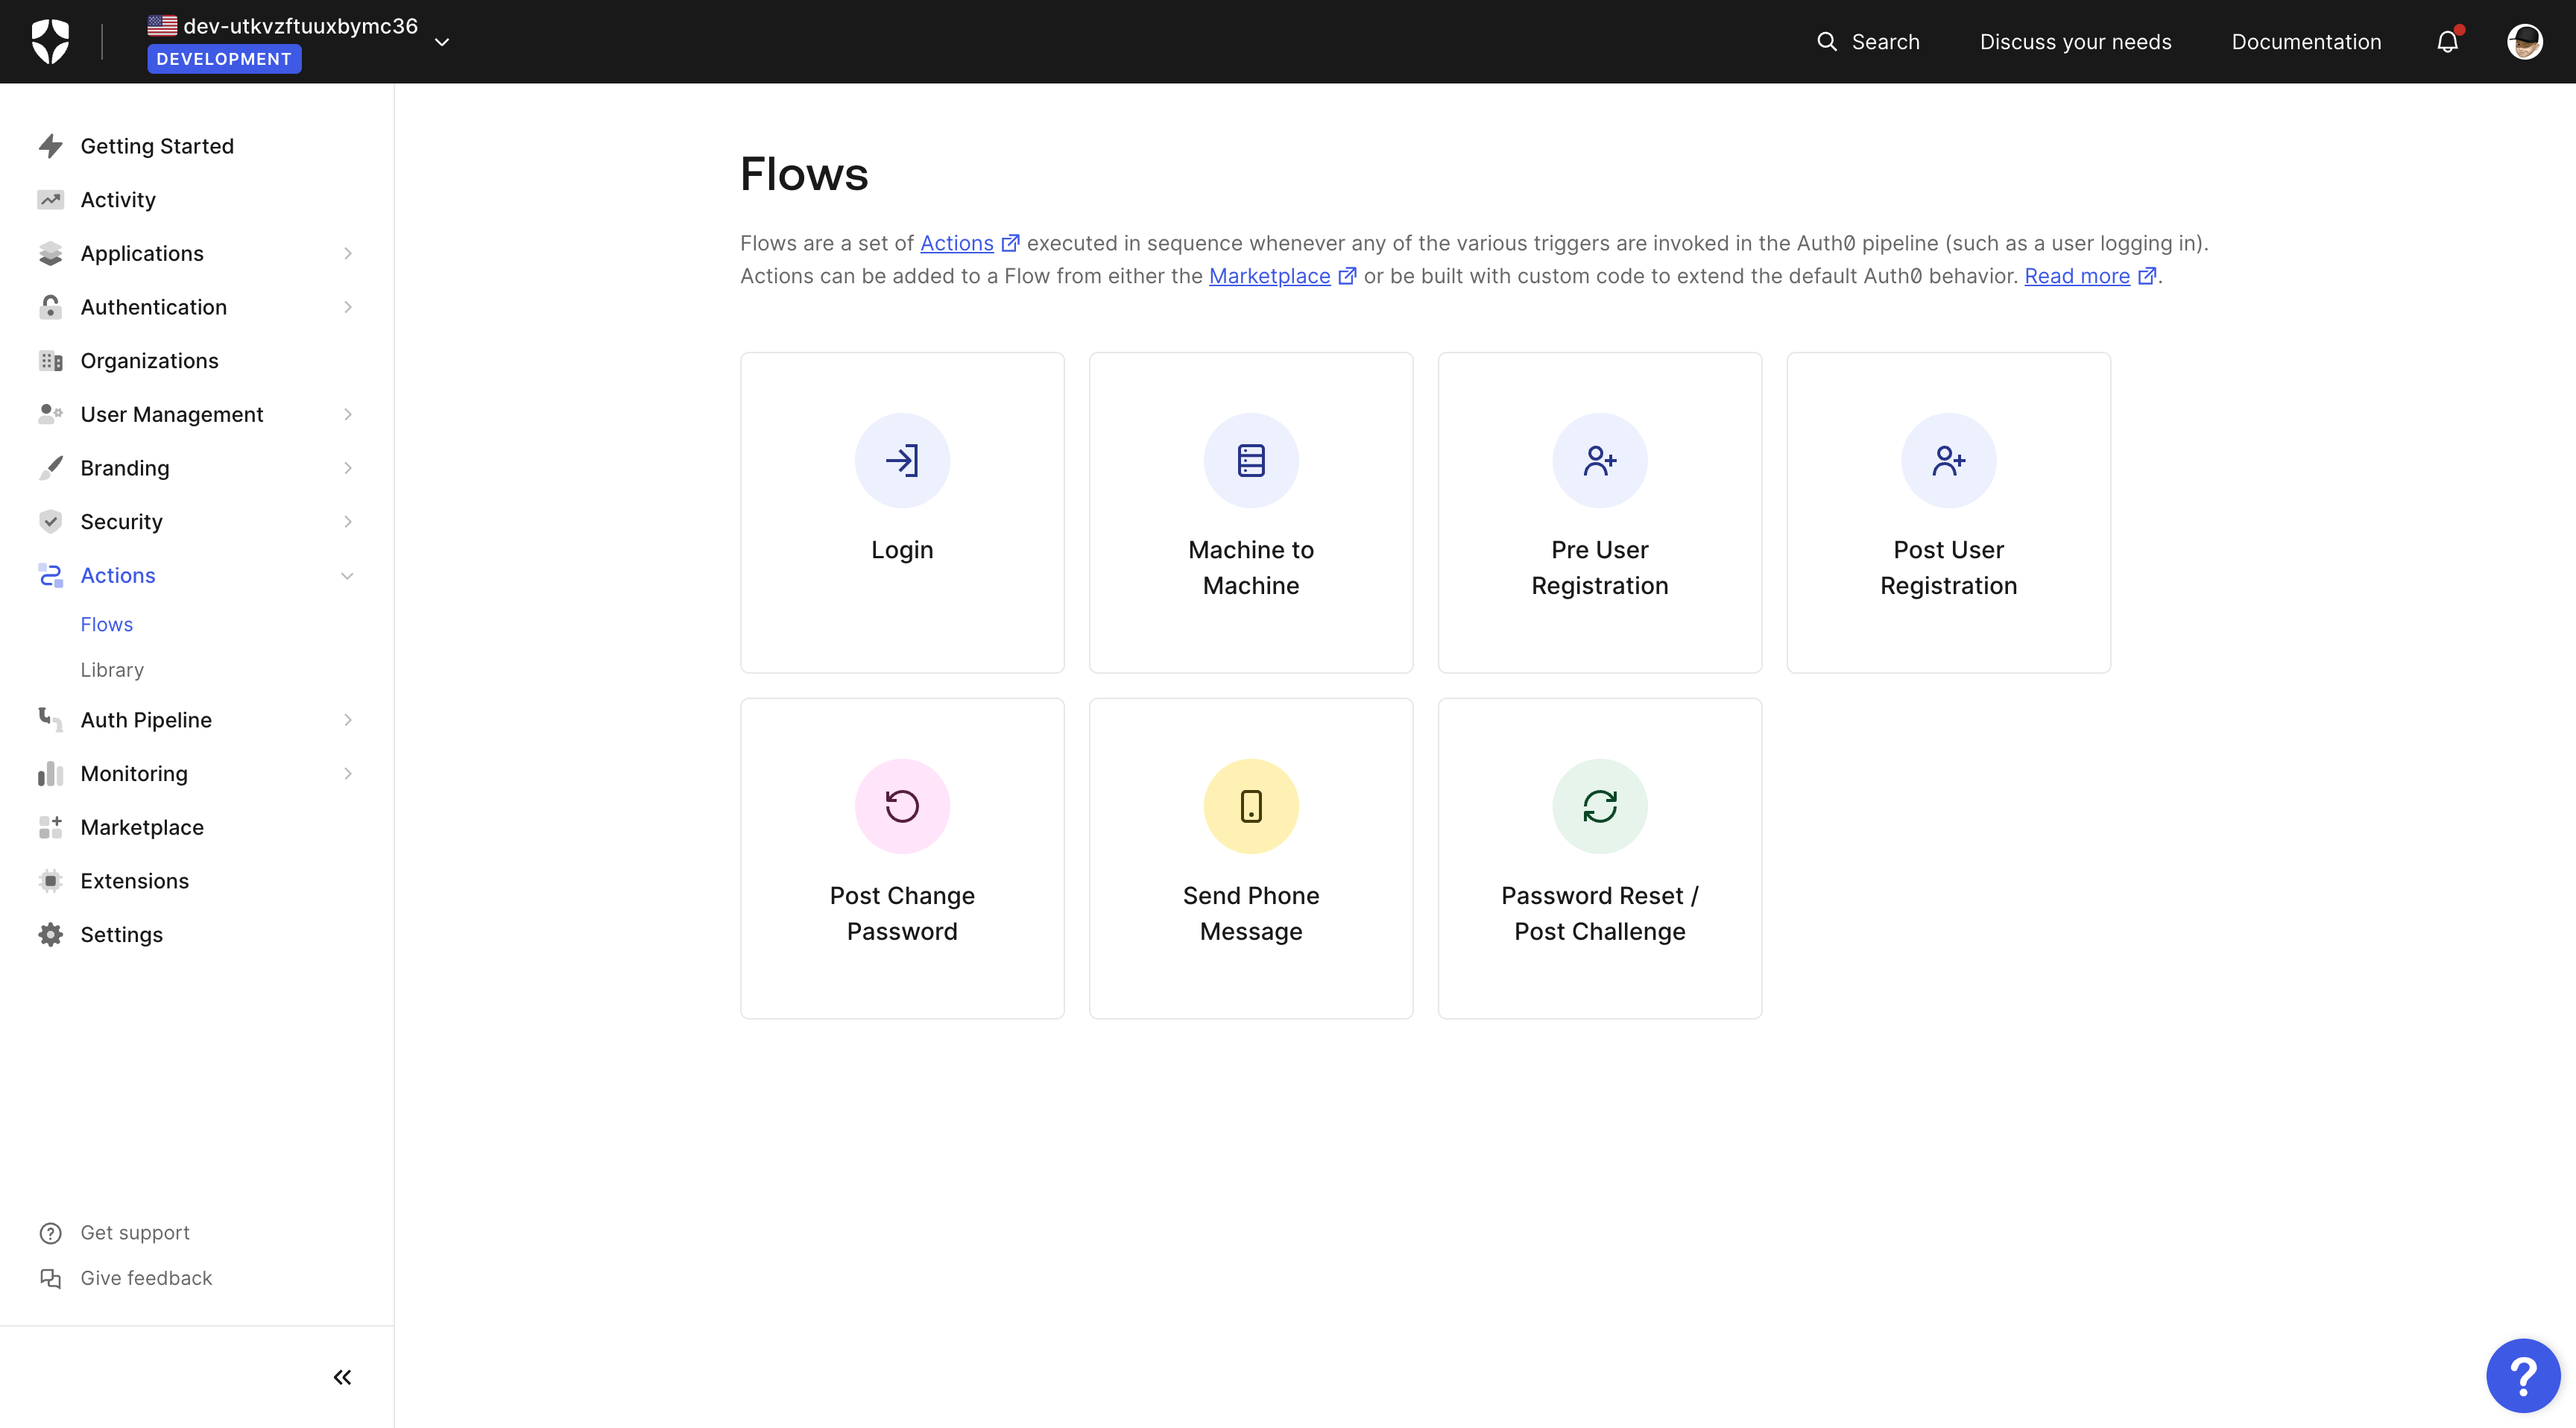 dev-utkvzftuuxbymc36
DEVELOPMENT
Search
Discuss your needs
Documentation
Getting Started
Activity
Applications
Authentication
Organizations
User Management
Branding
Security
Actions
Flows
Library
Auth Pipeline
Monitoring
Marketplace
Extensions
Settings
Get support
Give feedback
Flows
Flows are a set of Actions executed in sequence whenever any of the various triggers are invoked in the Auth0 pipeline (such as a user logging in).
Actions can be added to a Flow from either the Marketplace or be built with custom code to extend the default Auth0 behavior. Read more .
Login
Machine to
Machine
Pre User
Registration
Post User
Registration
Post Change
Password
Send Phone
Message
Password Reset /
Post Challenge
?